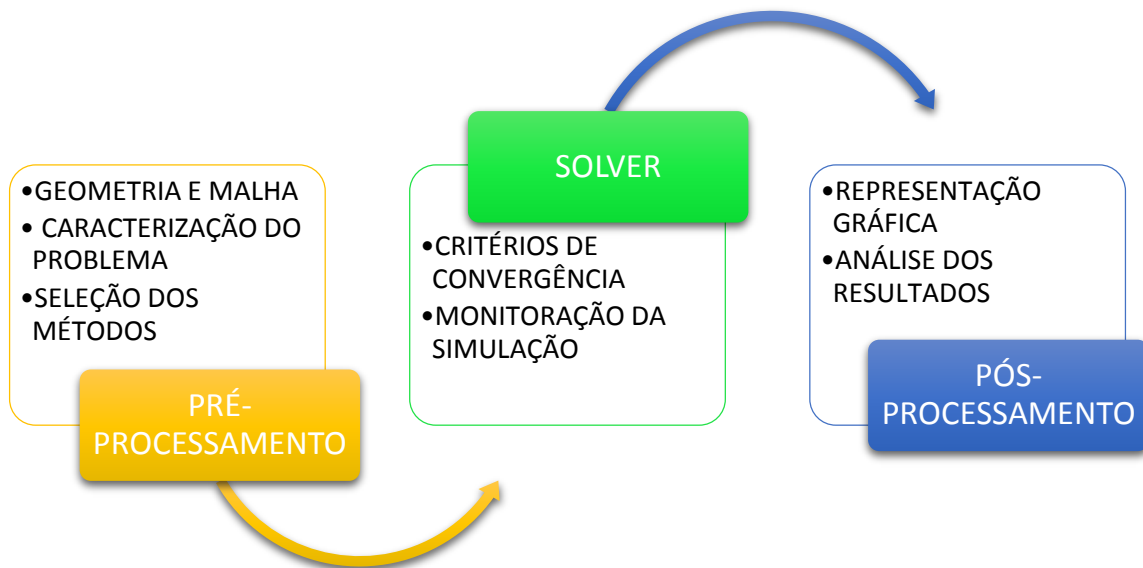 •GEOMETRIA E MALHA
• CARACTERIZAÇÃO DO
PROBLEMA
•SELEÇÃO DOS
MÉTODOS
PRÉ-
PROCESSAMENTO
SOLVER
•CRITÉRIOS DE
CONVERGÊNCIA
•MONITORAÇÃO DA
SIMULAÇÃO
•REPRESENTAÇÃO
GRÁFICA
•ANÁLISE DOS
RESULTADOS
PÓS-
PROCESSAMENTO